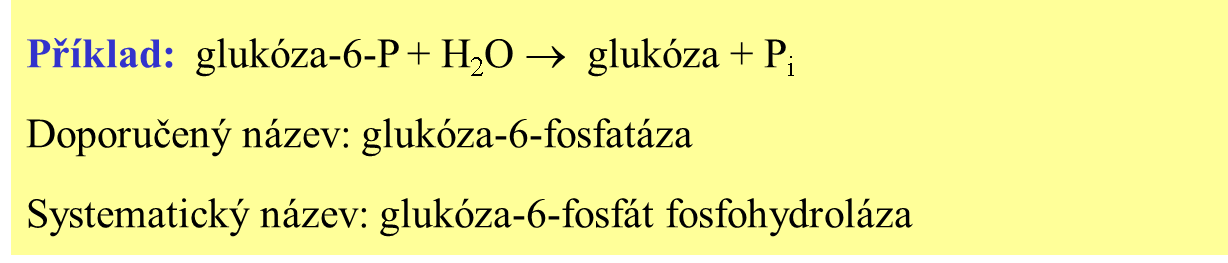 Příklad: glukóza-6-P + H₂O → glukóza + Pᵢ
Doporučený název: glukóza-6-fosfatáza
Systematický název: glukóza-6-fosfát fosfohydroláza